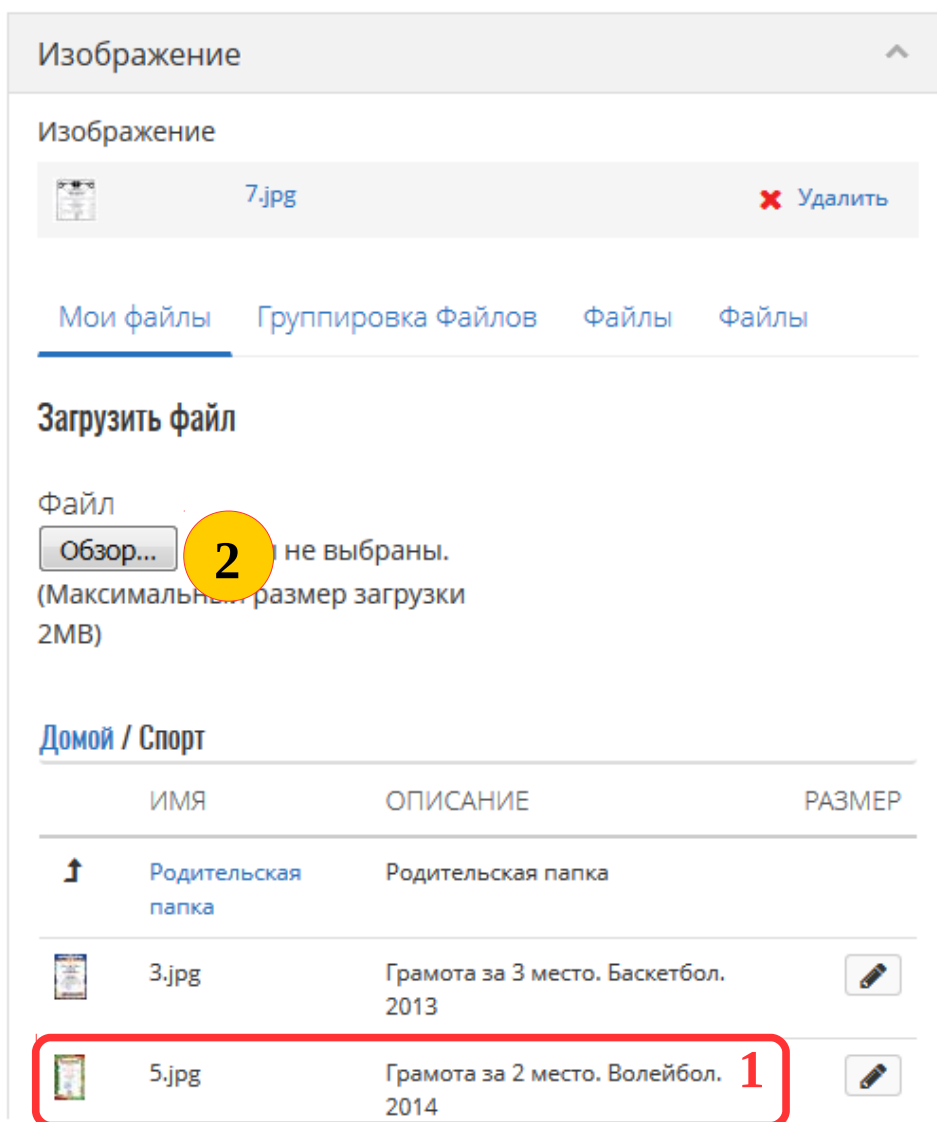 Изображение
Изображение
7.jpg Удалить
Мои файлы Группировка Файлов Файлы Файлы
Загрузить файл
Файл
Обзор... 2 не выбраны.
(Максимальный размер загрузки
2MB)
Домой / Спорт
ИМЯ ОПИСАНИЕ РАЗМЕР
Родительская папка Родительская папка
3.jpg Грамота за 3 место. Баскетбол.
2013
5.jpg Грамота за 2 место. Волейбол. 1
2014